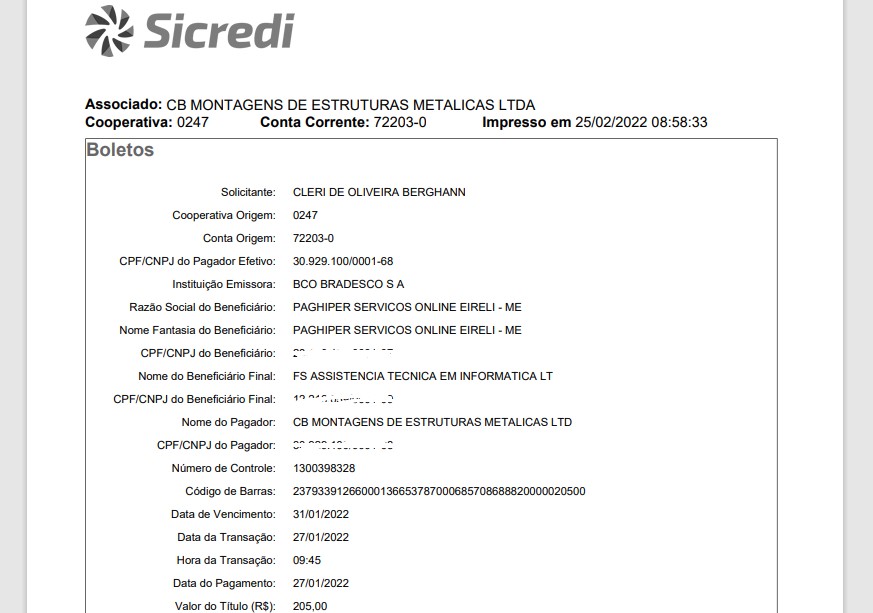 Sicredi
Associado: CB MONTAGENS DE ESTRUTURAS METALICAS LTDA
Cooperativa: 0247 Conta Corrente: 72203-0 Impresso em 25/02/2022 08:58:33
Boletos
Solicitante: CLERI DE OLIVEIRA BERGHANN
Cooperativa Origem: 0247
Conta Origem: 72203-0
CPF/CNPJ do Pagador Efetivo: 30.929.100/0001-68
Instituição Emissora: BCO BRADESCO S A
Razão Social do Beneficiário: PAGHIPER SERVICOS ONLINE EIRELI - ME
Nome Fantasia do Beneficiário: PAGHIPER SERVICOS ONLINE EIRELI - ME
CPF/CNPJ do Beneficiário:
Nome do Beneficiário Final: FS ASSISTENCIA TECNICA EM INFORMATICA LT
CPF/CNPJ do Beneficiário Final:
Nome do Pagador: CB MONTAGENS DE ESTRUTURAS METALICAS LTD
CPF/CNPJ do Pagador:
Número de Controle: 1300398328
Código de Barras: 23793391266000136653787000685708688820000020500
Data de Vencimento: 31/01/2022
Data da Transação: 27/01/2022
Hora da Transação: 09:45
Data do Pagamento: 27/01/2022
Valor do Título (R$): 205,00